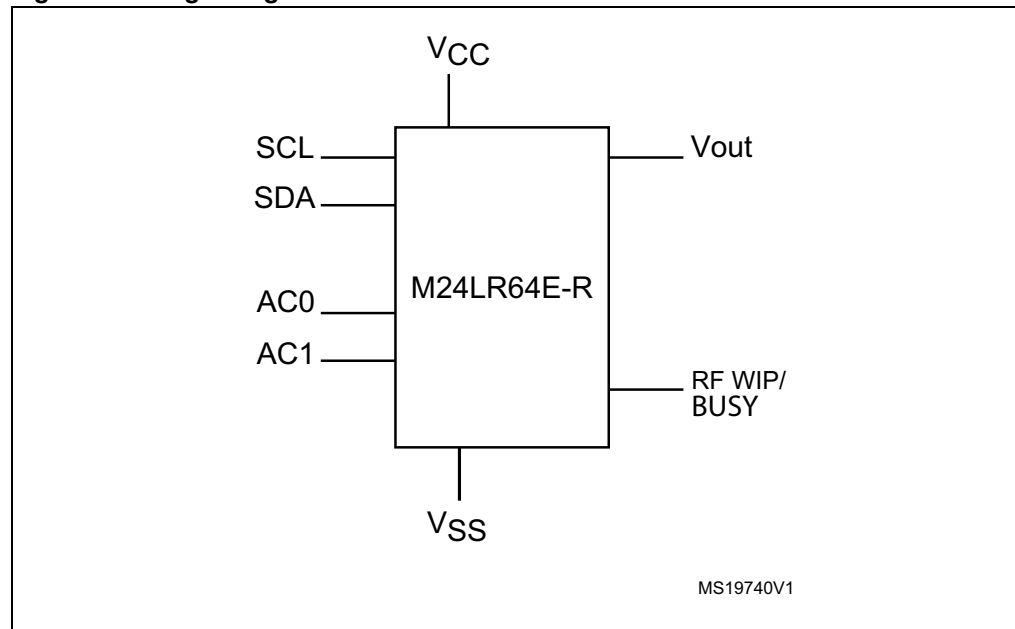 VCC
SCL
Vout
SDA
M24LR64E-R
AC0
AC1
RF WIP/
BUSY
VSS
MS19740V1